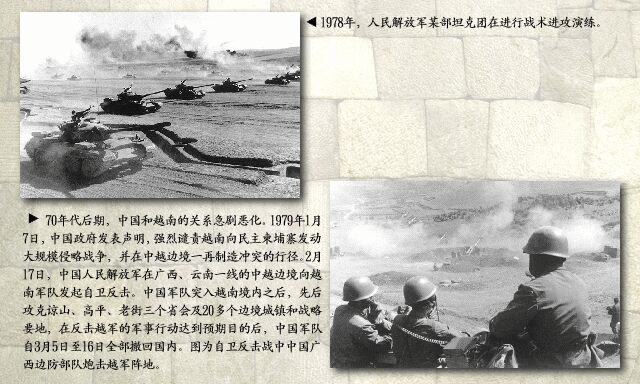 ◀ 1978年，人民解放军某部坦克团在进行战术进攻演练。
▶ 70年代后期，中国和越南的关系急剧恶化。1979年1月
7日，中国政府发表声明，强烈谴责越南向民主柬埔寨发动
大规模侵略战争，并在中越边境一再制造冲突的行径。2月
17日，中国人民解放军在广西、云南一线的中越边境向越
南军队发起自卫反击。中国军队突入越南境内之后，先后
攻克谅山、高平、老街三个省会及20多个边境城镇和战略
要地，在反击越军的军事行动达到预期目的后，中国军队
自3月5日至16日全部撤回国内。图为自卫反击战中中国广
西边防部队炮击越军阵地。